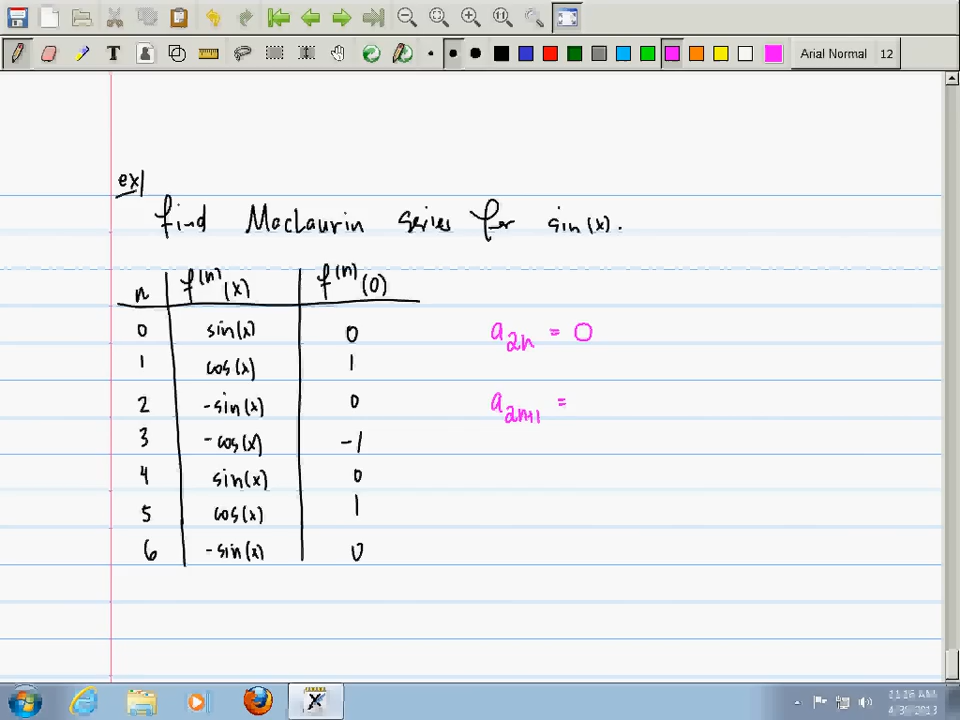 Arial Normal 12
ex
find MacLaurin series for sin(x).
n f^(n)(x) f^(n)(0)
0 sin(x) 0
1 cos(x) 1
2 -sin(x) 0
3 -cos(x) -1
4 sin(x) 0
5 cos(x) 1
6 -sin(x) 0
a_2n = 0
a_2n+1 =